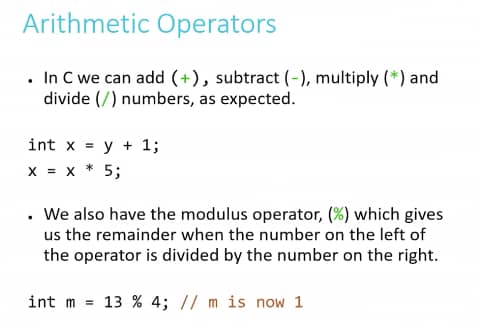 Arithmetic Operators
• In C we can add (+), subtract (-), multiply (*) and
divide (/) numbers, as expected.
int x = y + 1;
x = x * 5;
• We also have the modulus operator, (%) which gives
us the remainder when the number on the left of
the operator is divided by the number on the right.
int m = 13 % 4; // m is now 1